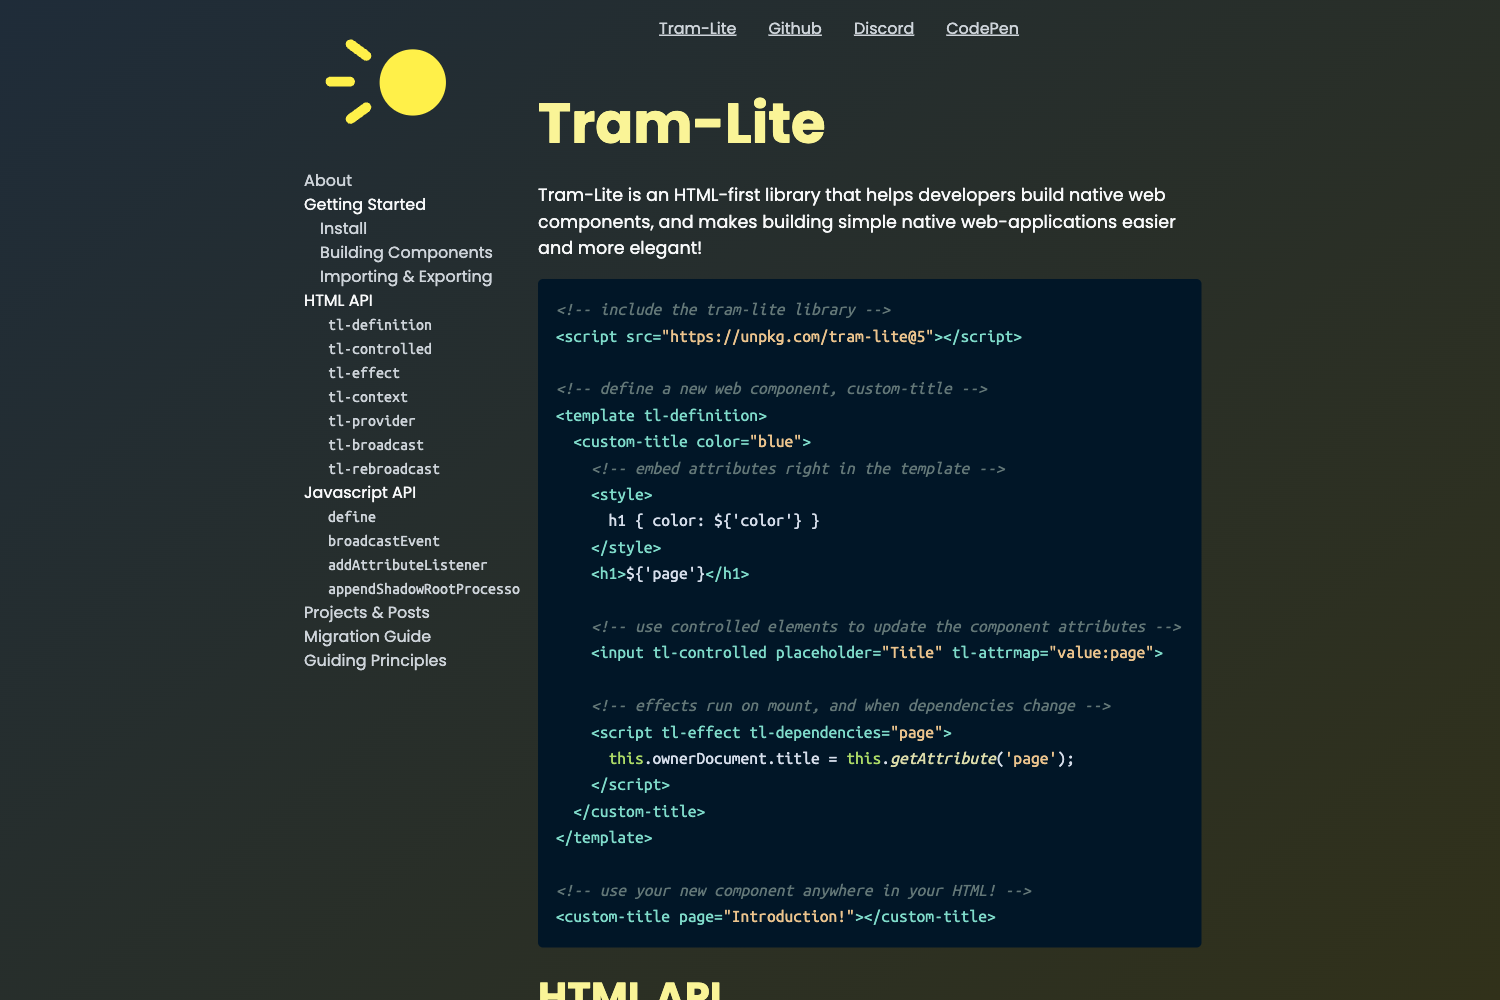 Tram-Lite
Github
Discord
CodePen
About
Getting Started
Install
Building Components
Importing & Exporting
HTML API
tl-definition
tl-controlled
tl-effect
tl-context
tl-provider
tl-broadcast
tl-rebroadcast
Javascript API
define
broadcastEvent
addAttributeListener
appendShadowRootProcesso
Projects & Posts
Migration Guide
Guiding Principles
Tram-Lite
Tram-Lite is an HTML-first library that helps developers build native web
components, and makes building simple native web-applications easier
and more elegant!
<!-- include the tram-lite library -->
<script src="https://unpkg.com/tram-lite@5"></script>
<!-- define a new web component, custom-title -->
<template tl-definition>
  <custom-title color="blue">
    <!-- embed attributes right in the template -->
    <style>
      h1 { color: ${'color'} }
    </style>
    <h1>${'page'}</h1>
    <!-- use controlled elements to update the component attributes -->
    <input tl-controlled placeholder="Title" tl-attrmap="value:page">
    <!-- effects run on mount, and when dependencies change -->
    <script tl-effect tl-dependencies="page">
      this.ownerDocument.title = this.getAttribute('page');
    </script>
  </custom-title>
</template>
<!-- use your new component anywhere in your HTML! -->
<custom-title page="Introduction!"></custom-title>
HTML API